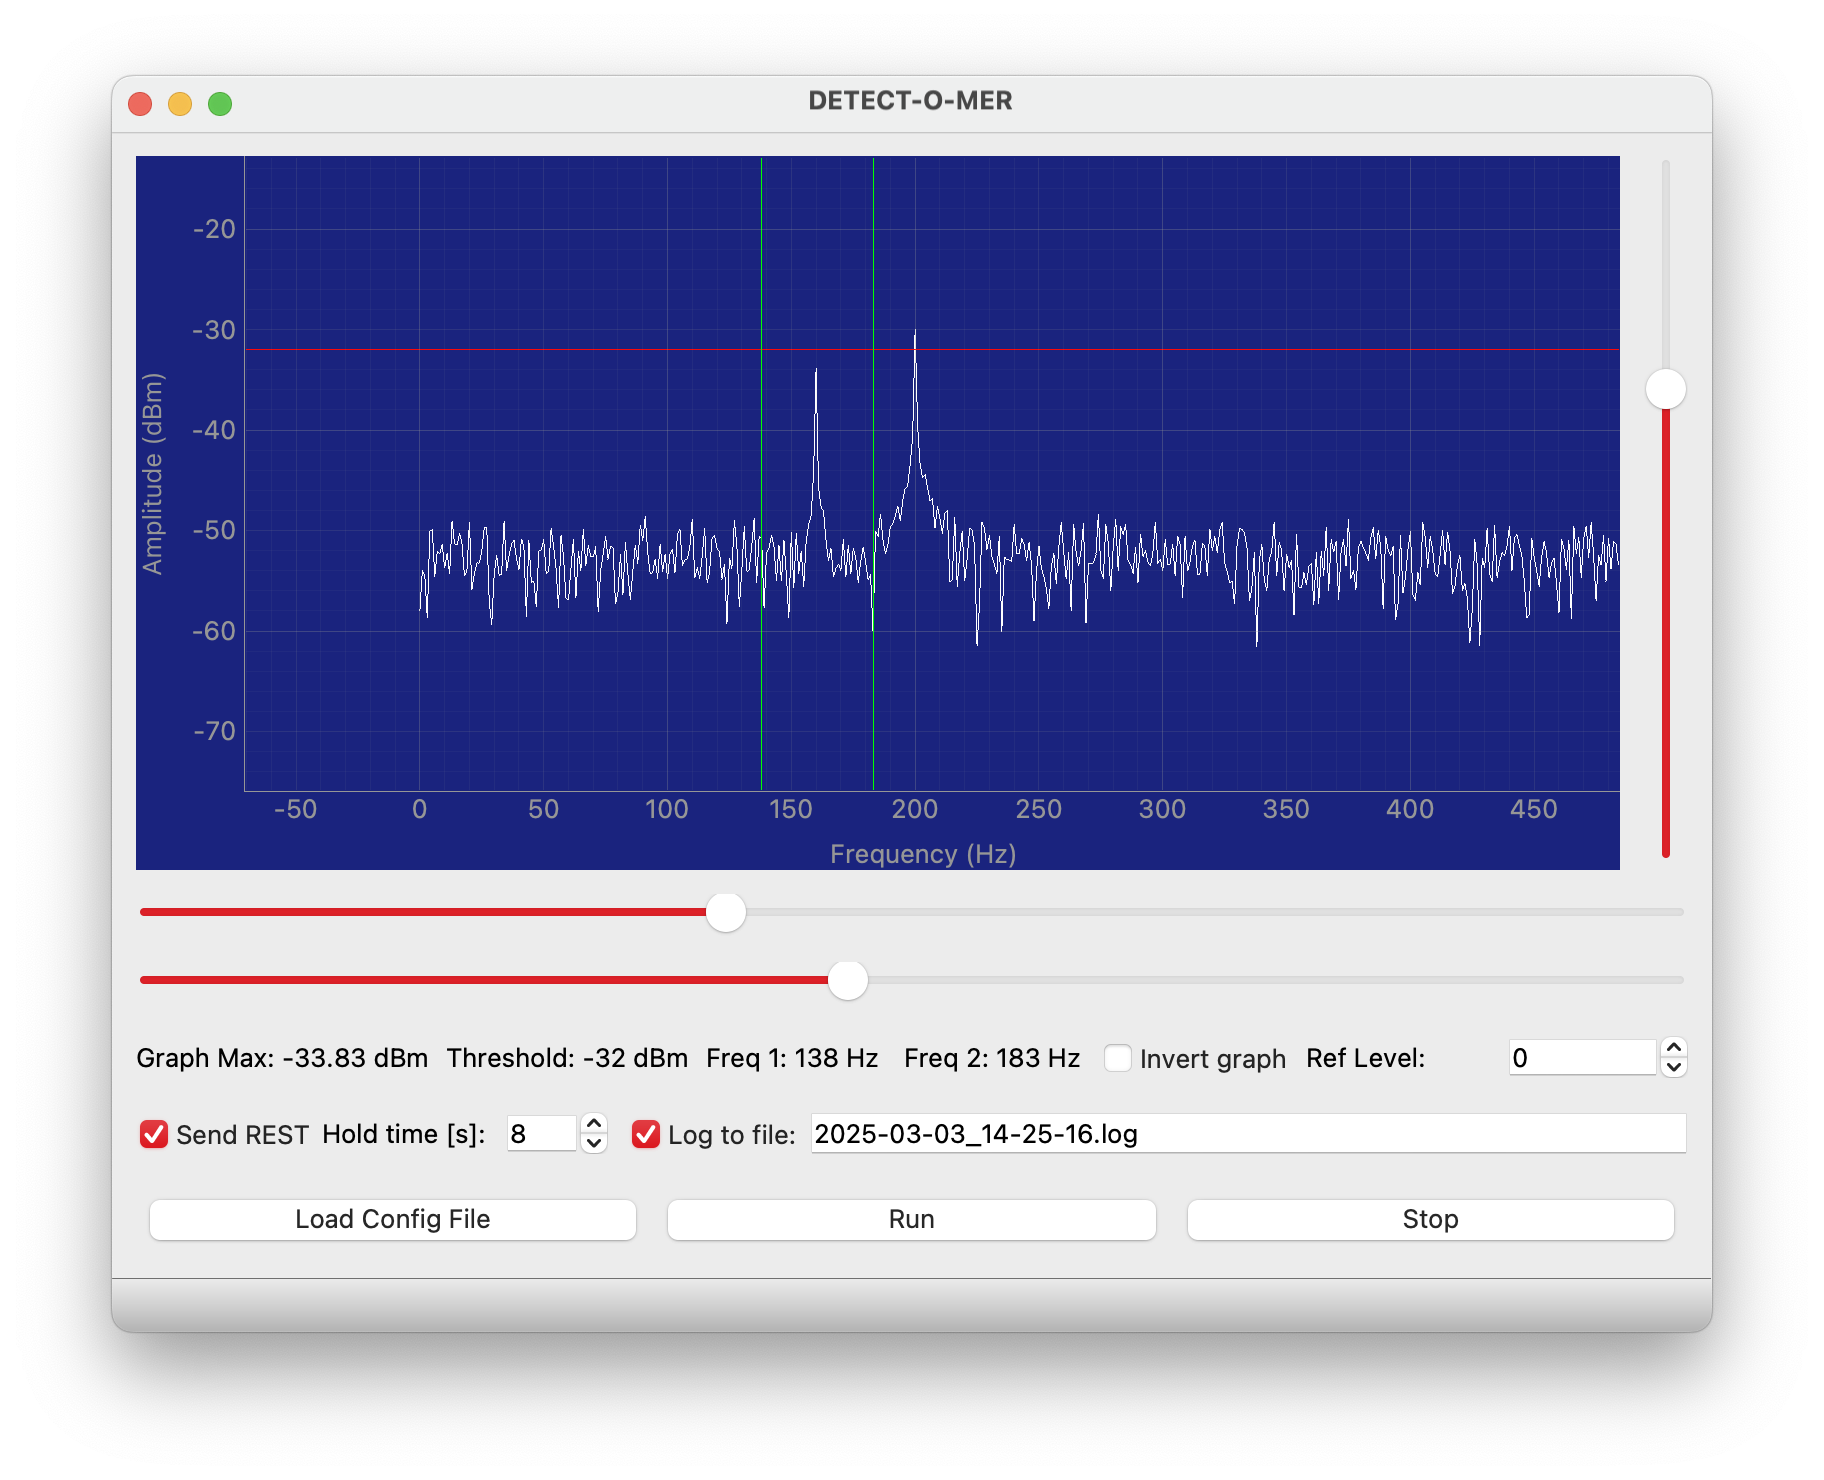 DETECT-O-MER
-20
-30
-40
-50
-60
-70
Amplitude (dBm)
-50 0 50 100 150 200 250 300 350 400 450
Frequency (Hz)
Graph Max: -33.83 dBm Threshold: -32 dBm Freq 1: 138 Hz Freq 2: 183 Hz Invert graph Ref Level: 0
Send REST Hold time [s]: 8 Log to file: 2025-03-03_14-25-16.log
Load Config File Run Stop